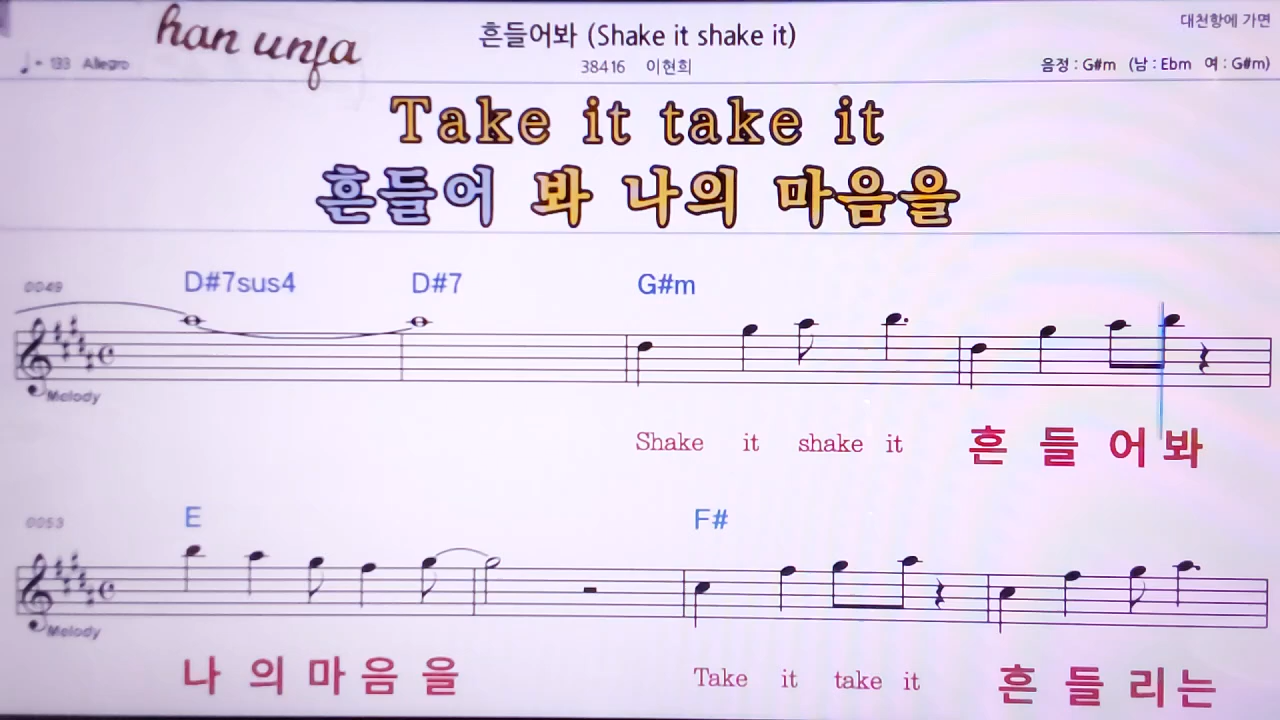 han unfa
흔들어봐 (Shake it shake it)
대천항에 가면
♩= 133 Allegro
38416 이현희
음정 : G#m (남 : Ebm 여 : G#m)
Take it take it
흔들어 봐 나의 마음을
0049 D#7sus4 D#7 G#m
Melody
Shake it shake it 흔 들 어 봐
0053 E F#
Melody
나 의 마 음 을 Take it take it 흔 들 리 는